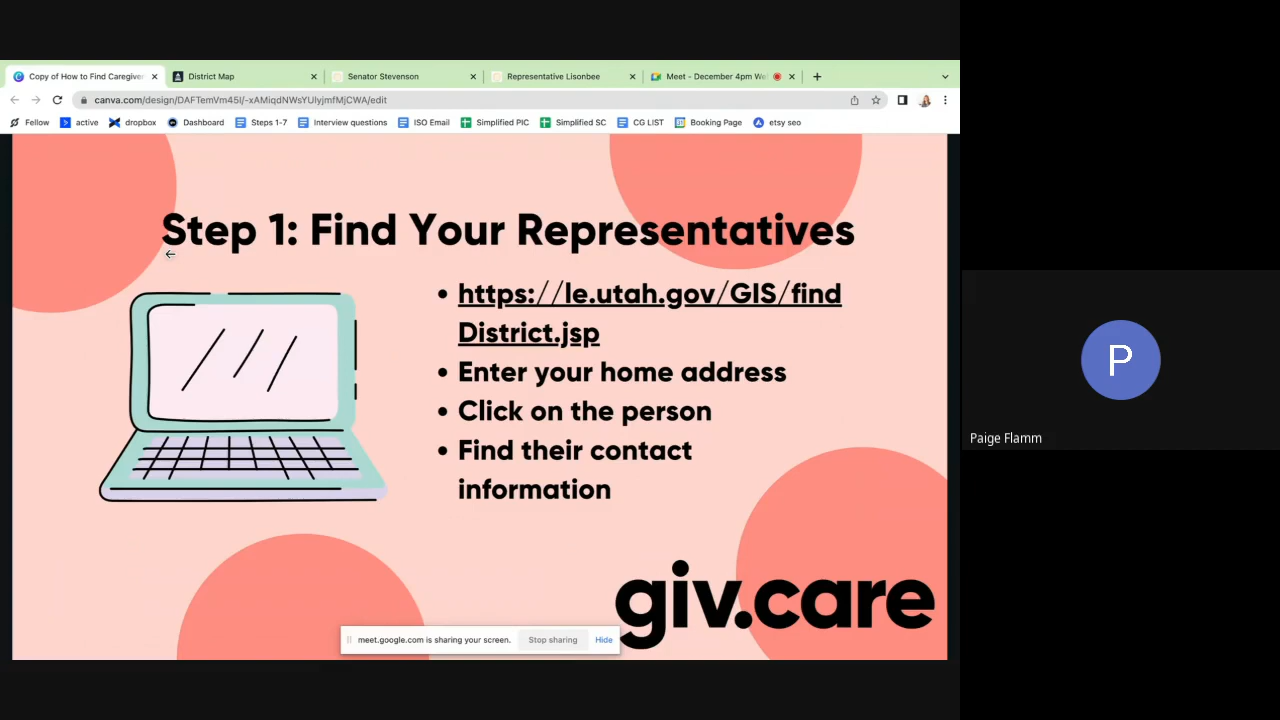 Copy of How to Find Caregiver
District Map
Senator Stevenson
Representative Lisonbee
Meet - December 4pm We
canva.com/design/DAFTemVm45I/-xAMiqdNWsYUIyjmfMjCWA/edit
Fellow
active
dropbox
Dashboard
Steps 1-7
Interview questions
ISO Email
Simplified PIC
Simplified SC
CG LIST
Booking Page
etsy seo
Step 1: Find Your Representatives
• https://le.utah.gov/GIS/find
District.jsp
• Enter your home address
• Click on the person
• Find their contact
information
giv.care
meet.google.com is sharing your screen.
Stop sharing
Hide
P
Paige Flamm